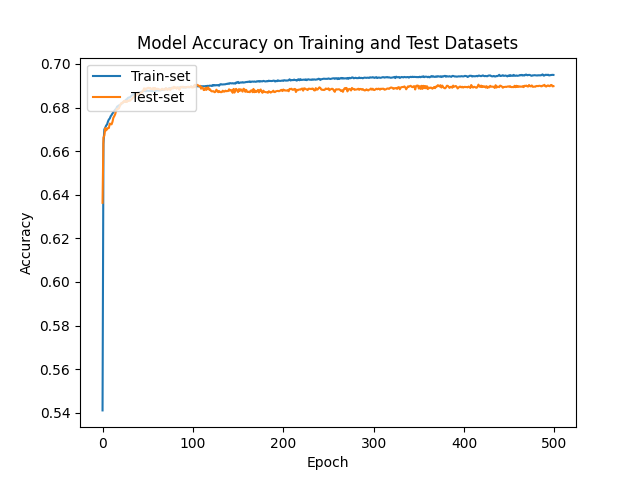 Model Accuracy on Training and Test Datasets
Train-set
Test-set
0.70
0.68
0.66
0.64
0.62
0.60
0.58
0.56
0.54
Accuracy
0 100 200 300 400 500
Epoch